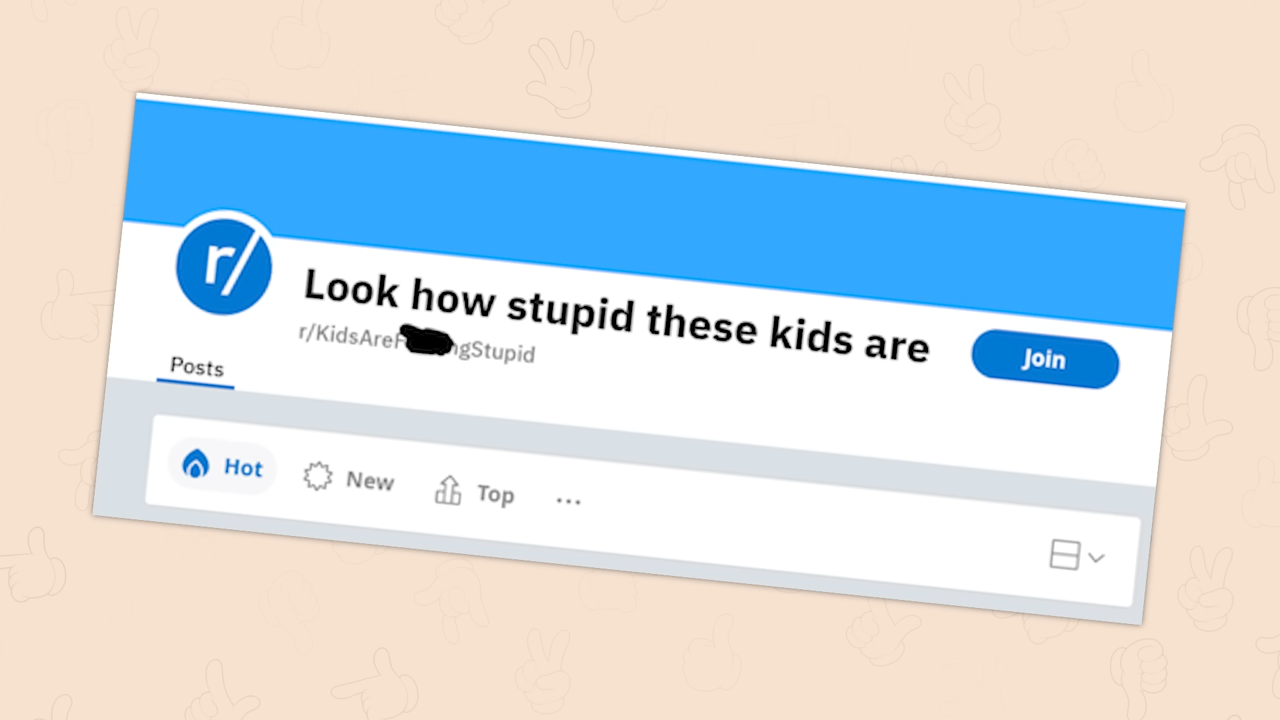 r/
Look how stupid these kids are
r/KidsAreF ngStupid
Join
Posts
Hot
New
Top
...